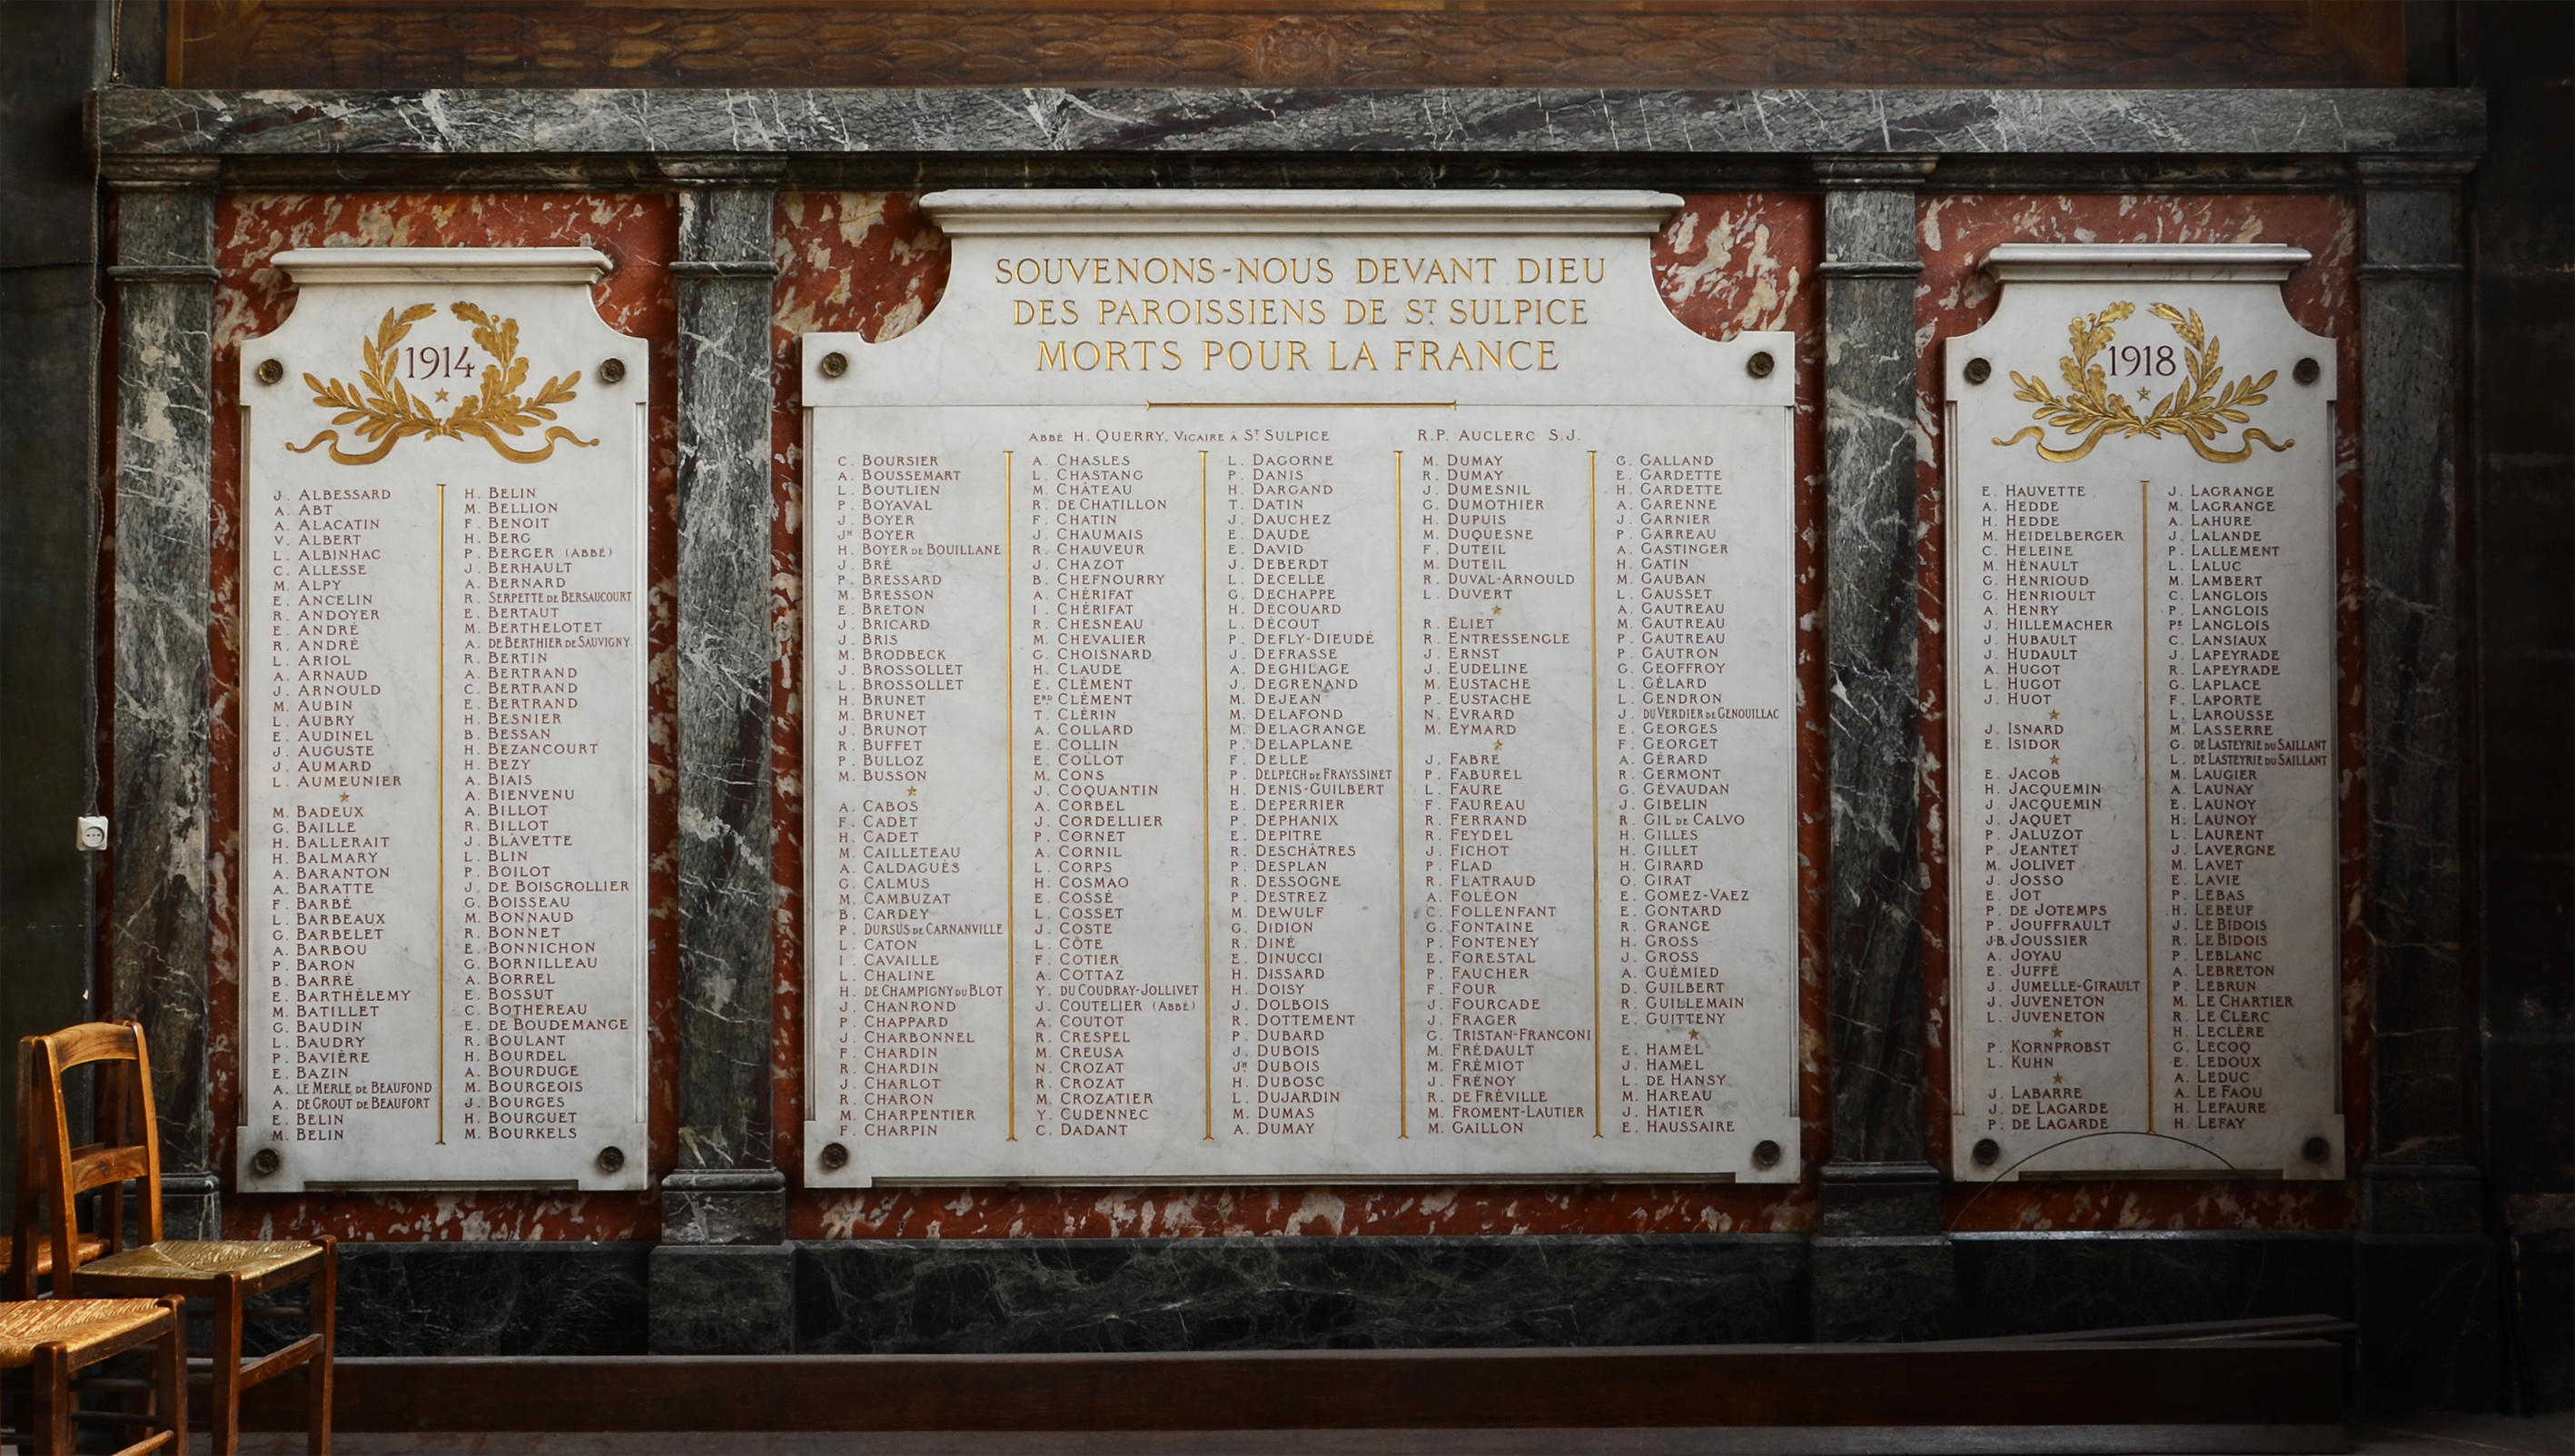 1914
J. ALBESSARD
A. ABT
A. ALACATIN
V. ALBERT
L. ALBINHAC
C. ALLESSE
M. ALPY
E. ANCELIN
R. ANDOYER
E. ANDRÉ
R. ANDRÉ
L. ARIOL
A. ARNAUD
J. ARNOULD
M. AUBIN
L. AUBRY
E. AUDINEL
J. AUGUSTE
J. AUMARD
L. AUMEUNIER
M. BADEUX
G. BAILLE
H. BALLERAIT
H. BALMARY
A. BARANTON
A. BARATTE
F. BARBÉ
L. BARBEAUX
G. BARBELET
A. BARBOU
P. BARON
B. BARRÉ
E. BARTHÉLEMY
M. BATILLET
G. BAUDIN
L. BAUDRY
P. BAVIÈRE
E. BAZIN
A. LE MERLE DE BEAUFOND
A. DE GROUT DE BEAUFORT
E. BELIN
M. BELIN
H. BELIN
M. BELLION
F. BENOIT
H. BERG
P. BERGER (ABBÉ)
J. BERHAULT
A. BERNARD
R. SERPETTE DE BERSAUCOURT
E. BERTAUT
M. BERTHELOTET
A. DE BERTHIER DE SAUVIGNY
R. BERTIN
A. BERTRAND
C. BERTRAND
E. BERTRAND
H. BESNIER
B. BESSAN
H. BEZANCOURT
H. BEZY
A. BIAIS
A. BIENVENU
A. BILLOT
R. BILLOT
J. BLAVETTE
L. BLIN
P. BOILOT
J. DE BOISGROLLIER
G. BOISSEAU
M. BONNAUD
R. BONNET
E. BONNICHON
G. BORNILLEAU
A. BORREL
E. BOSSUT
C. BOTHEREAU
E. DE BOUDEMANGE
R. BOULANT
H. BOURDEL
A. BOURDUGE
M. BOURGEOIS
J. BOURGES
H. BOURGUET
M. BOURKELS
SOUVENONS-NOUS DEVANT DIEU
DES PAROISSIENS DE ST SULPICE
MORTS POUR LA FRANCE
ABBÉ H. QUERRY, VICAIRE À ST SULPICE
R.P. AUCLERC S.J.
C. BOURSIER
A. BOUSSEMART
L. BOUTLIEN
P. BOYAVAL
J. BOYER
JH BOYER
H. BOYER DE BOUILLANE
J. BRÉ
P. BRESSARD
M. BRESSON
E. BRETON
J. BRICARD
J. BRIS
M. BRODBECK
J. BROSSOLLET
L. BROSSOLLET
H. BRUNET
M. BRUNET
J. BRUNOT
R. BUFFET
P. BULLOZ
M. BUSSON
A. CABOS
F. CADET
H. CADET
M. CAILLETEAU
A. CALDAGUÈS
G. CALMUS
M. CAMBUZAT
B. CARDEY
P. DURSUS DE CARNANVILLE
L. CATON
I. CAVAILLE
L. CHALINE
H. DE CHAMPIGNY DU BLOT
J. CHANROND
P. CHAPPARD
J. CHARBONNEL
F. CHARDIN
R. CHARDIN
J. CHARLOT
R. CHARON
M. CHARPENTIER
F. CHARPIN
A. CHASLES
L. CHASTANG
M. CHÂTEAU
R. DE CHATILLON
F. CHATIN
J. CHAUMAIS
R. CHAUVEUR
J. CHAZOT
B. CHEFNOURRY
A. CHÉRIFAT
I. CHÉRIFAT
R. CHESNEAU
M. CHEVALIER
G. CHOISNARD
H. CLAUDE
E. CLÉMENT
ERD CLÉMENT
T. CLÉRIN
A. COLLARD
E. COLLIN
E. COLLOT
M. CONS
J. COQUANTIN
A. CORBEL
J. CORDELLIER
P. CORNET
A. CORNIL
L. CORPS
H. COSMAO
E. COSSÉ
L. COSSET
J. COSTE
L. CÔTE
F. COTIER
A. COTTAZ
Y. DU COUDRAY-JOLLIVET
J. COUTELIER (ABBÉ)
A. COUTOT
R. CRESPEL
M. CREUSA
N. CROZAT
R. CROZAT
M. CROZATIER
Y. CUDENNEC
C. DADANT
L. DAGORNE
P. DANIS
H. DARGAND
T. DATIN
J. DAUCHEZ
E. DAUDE
E. DAVID
J. DEBERDT
L. DECELLE
G. DECHAPPE
H. DÉCOUARD
L. DÉCOUT
P. DEFLY-DIEUDÉ
J. DEFRASSE
A. DEGHILAGE
J. DEGRENAND
M. DEJEAN
M. DELAFOND
M. DELAGRANGE
P. DELAPLANE
F. DELLE
P. DELPECH DE FRAYSSINET
H. DENIS-GUILBERT
E. DEPERRIER
P. DEPHANIX
E. DEPITRE
R. DESCHÂTRES
P. DESPLAN
R. DESSOGNE
P. DESTREZ
M. DEWULF
G. DIDION
R. DINÉ
E. DINUCCI
H. DISSARD
H. DOISY
J. DOLBOIS
R. DOTTEMENT
P. DUBARD
J. DUBOIS
JH DUBOIS
H. DUBOSC
L. DUJARDIN
M. DUMAS
A. DUMAY
M. DUMAY
R. DUMAY
J. DUMESNIL
G. DUMOTHIER
H. DUPUIS
M. DUQUESNE
F. DUTEIL
M. DUTEIL
R. DUVAL-ARNOULD
L. DUVERT
R. ELIET
R. ENTRESSENGLE
J. ERNST
J. EUDELINE
M. EUSTACHE
P. EUSTACHE
N. EVRARD
M. EYMARD
J. FABRE
P. FABUREL
L. FAURE
F. FAUREAU
R. FERRAND
R. FEYDEL
J. FICHOT
P. FLAD
R. FLATRAUD
A. FOLÉON
C. FOLLENFANT
G. FONTAINE
P. FONTENEY
E. FORESTAL
P. FAUCHER
F. FOUR
J. FOURCADE
J. FRAGER
G. TRISTAN-FRANCONI
M. FRÉDAULT
M. FRÉMIOT
J. FRÉNOY
R. DE FRÉVILLE
M. FROMENT-LAUTIER
M. GAILLON
G. GALLAND
E. GARDETTE
H. GARDETTE
A. GARENNE
J. GARNIER
P. GARREAU
A. GASTINGER
H. GATIN
M. GAUBAN
L. GAUSSET
A. GAUTREAU
M. GAUTREAU
P. GAUTREAU
P. GAUTRON
G. GEOFFROY
L. GÉLARD
L. GENDRON
J. DU VERDIER DE GENOUILLAC
E. GEORGES
F. GEORGET
A. GÉRARD
R. GERMONT
G. GÉVAUDAN
J. GIBELIN
R. GIL DE CALVO
H. GILLES
H. GILLET
H. GIRARD
O. GIRAT
E. GOMEZ-VAEZ
E. GONTARD
R. GRANGE
H. GROSS
J. GROSS
A. GUÉMIED
D. GUILBERT
R. GUILLEMAIN
E. GUITTENY
E. HAMEL
J. HAMEL
L. DE HANSY
M. HAREAU
J. HATIER
E. HAUSSAIRE
1918
E. HAUVETTE
A. HEDDE
H. HEDDE
M. HEIDELBERGER
C. HELEINE
M. HÉNAULT
G. HENRIOUD
G. HENRIOULT
A. HENRY
J. HILLEMACHER
J. HUBAULT
J. HUDAULT
A. HUGOT
L. HUGOT
J. HUOT
J. ISNARD
E. ISIDOR
E. JACOB
H. JACQUEMIN
J. JACQUEMIN
J. JAQUET
P. JALUZOT
P. JEANTET
M. JOLIVET
J. JOSSO
E. JOT
P. DE JOTEMPS
P. JOUFFRAULT
J-B. JOUSSIER
A. JOYAU
E. JUFFÉ
J. JUMELLE-GIRAULT
J. JUVENETON
L. JUVENETON
P. KORNPROBST
L. KUHN
J. LABARRE
J. DE LAGARDE
P. DE LAGARDE
J. LAGRANGE
M. LAGRANGE
A. LAHURE
J. LALANDE
P. LALLEMENT
L. LALUC
M. LAMBERT
C. LANGLOIS
P. LANGLOIS
PE LANGLOIS
C. LANSIAUX
J. LAPEYRADE
R. LAPEYRADE
G. LAPLACE
F. LAPORTE
L. LAROUSSE
M. LASSERRE
G. DE LASTEYRIE DU SAILLANT
L. DE LASTEYRIE DU SAILLANT
M. LAUGIER
A. LAUNAY
E. LAUNOY
H. LAUNOY
L. LAURENT
J. LAVERGNE
M. LAVET
E. LAVIE
P. LEBAS
H. LEBEUF
J. LE BIDOIS
R. LE BIDOIS
P. LEBLANC
A. LEBRETON
P. LEBRUN
M. LE CHARTIER
R. LE CLERC
H. LECLÈRE
G. LECOQ
E. LEDOUX
A. LEDUC
A. LE FAOU
H. LEFAURE
H. LEFAY